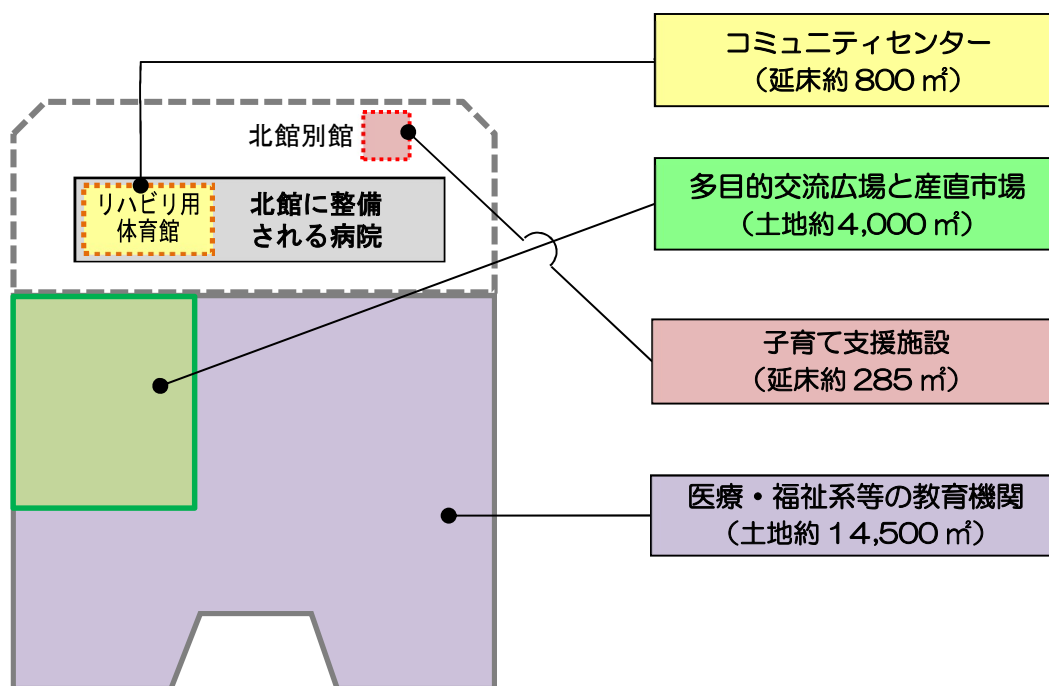 コミュニティセンター
（延床約 800 ㎡）
北館別館
リハビリ用
体育館
北館に整備
される病院
多目的交流広場と産直市場
（土地約4,000 ㎡）
子育て支援施設
（延床約 285 ㎡）
医療・福祉系等の教育機関
（土地約 14,500 ㎡）